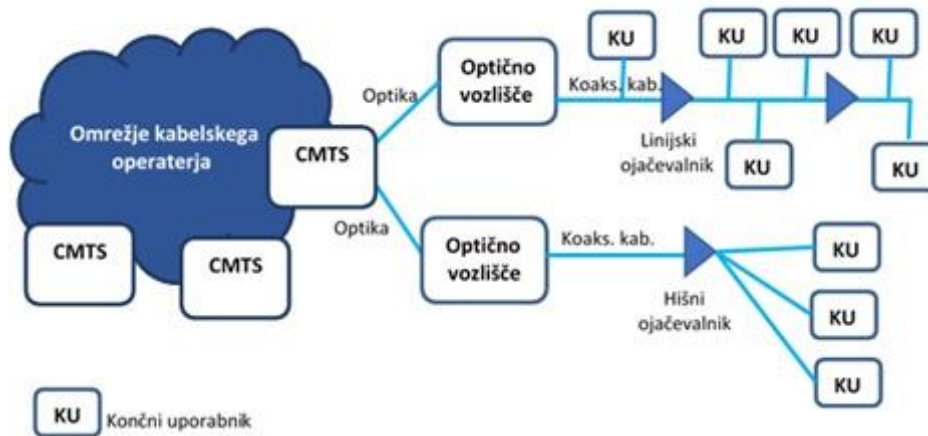 Omrežje kabelskega
operaterja
CMTS
CMTS
CMTS
Optika
Optika
Optično
vozlišče
Koaks. kab.
KU
KU
KU
KU
Linijski
ojačevalnik
KU
KU
Optično
vozlišče
Koaks. kab.
Hišni
ojačevalnik
KU
KU
KU
KU Končni uporabnik